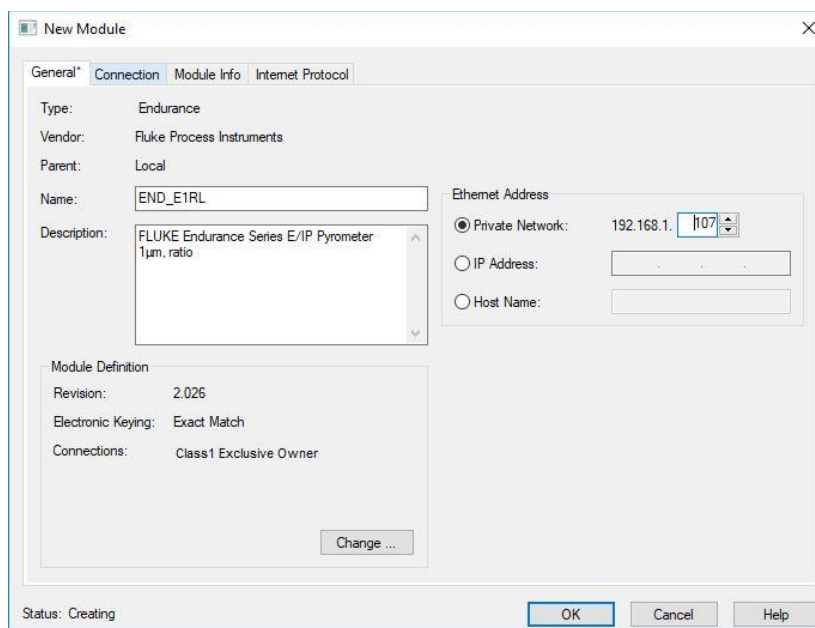 New Module
General* Connection Module Info Internet Protocol
Type: Endurance
Vendor: Fluke Process Instruments
Parent: Local
Name: END_E1RL
Description: FLUKE Endurance Series E/IP Pyrometer
1µm, ratio
Ethernet Address
Private Network: 192.168.1. 107
IP Address: . . .
Host Name:
Module Definition
Revision: 2.026
Electronic Keying: Exact Match
Connections: Class1 Exclusive Owner
Change ...
Status: Creating
OK Cancel Help